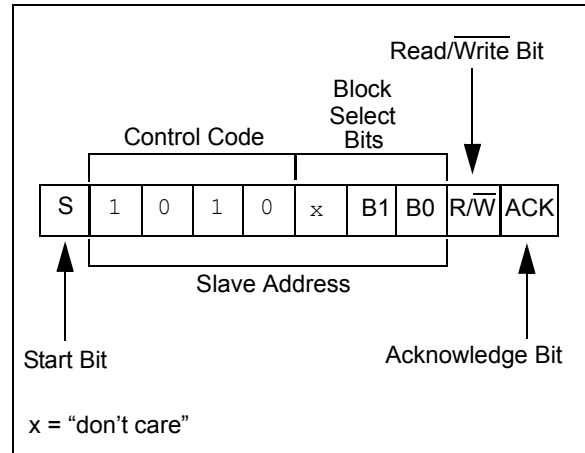 Read/Write Bit
Block
Select
Bits
Control Code
S 1 0 1 0 x B1 B0 R/W ACK
Slave Address
Start Bit
Acknowledge Bit
x = “don’t care”